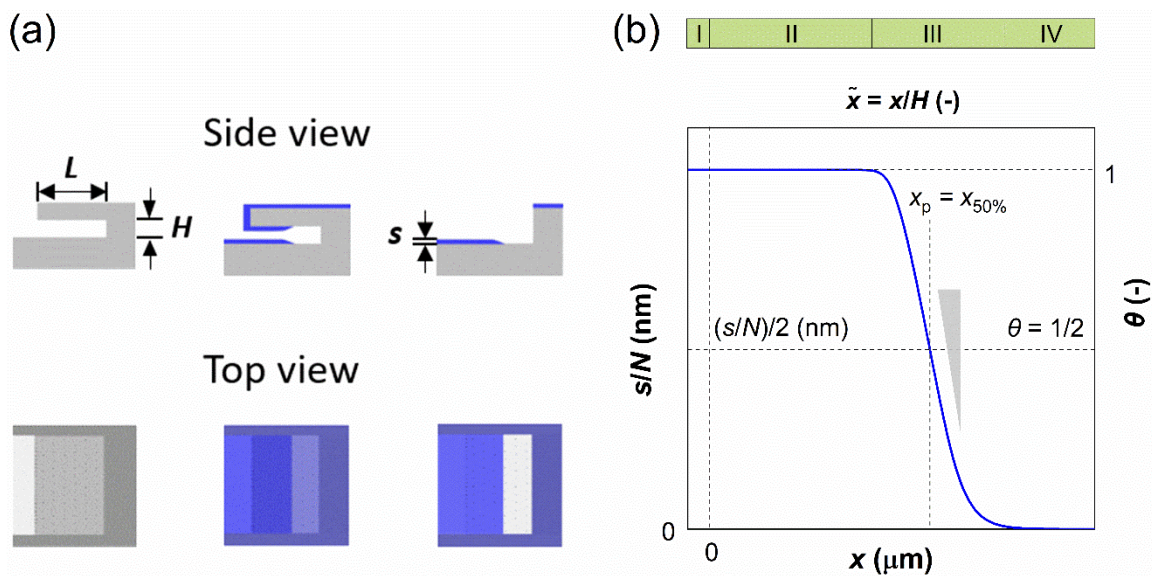 (a)
Side view
L
H
s
Top view
(b)
I II III IV
x̃ = x/H (-)
1
xp = x50%
(s/N)/2 (nm)
θ = 1/2
s/N (nm)
θ (-)
0
0
x (μm)